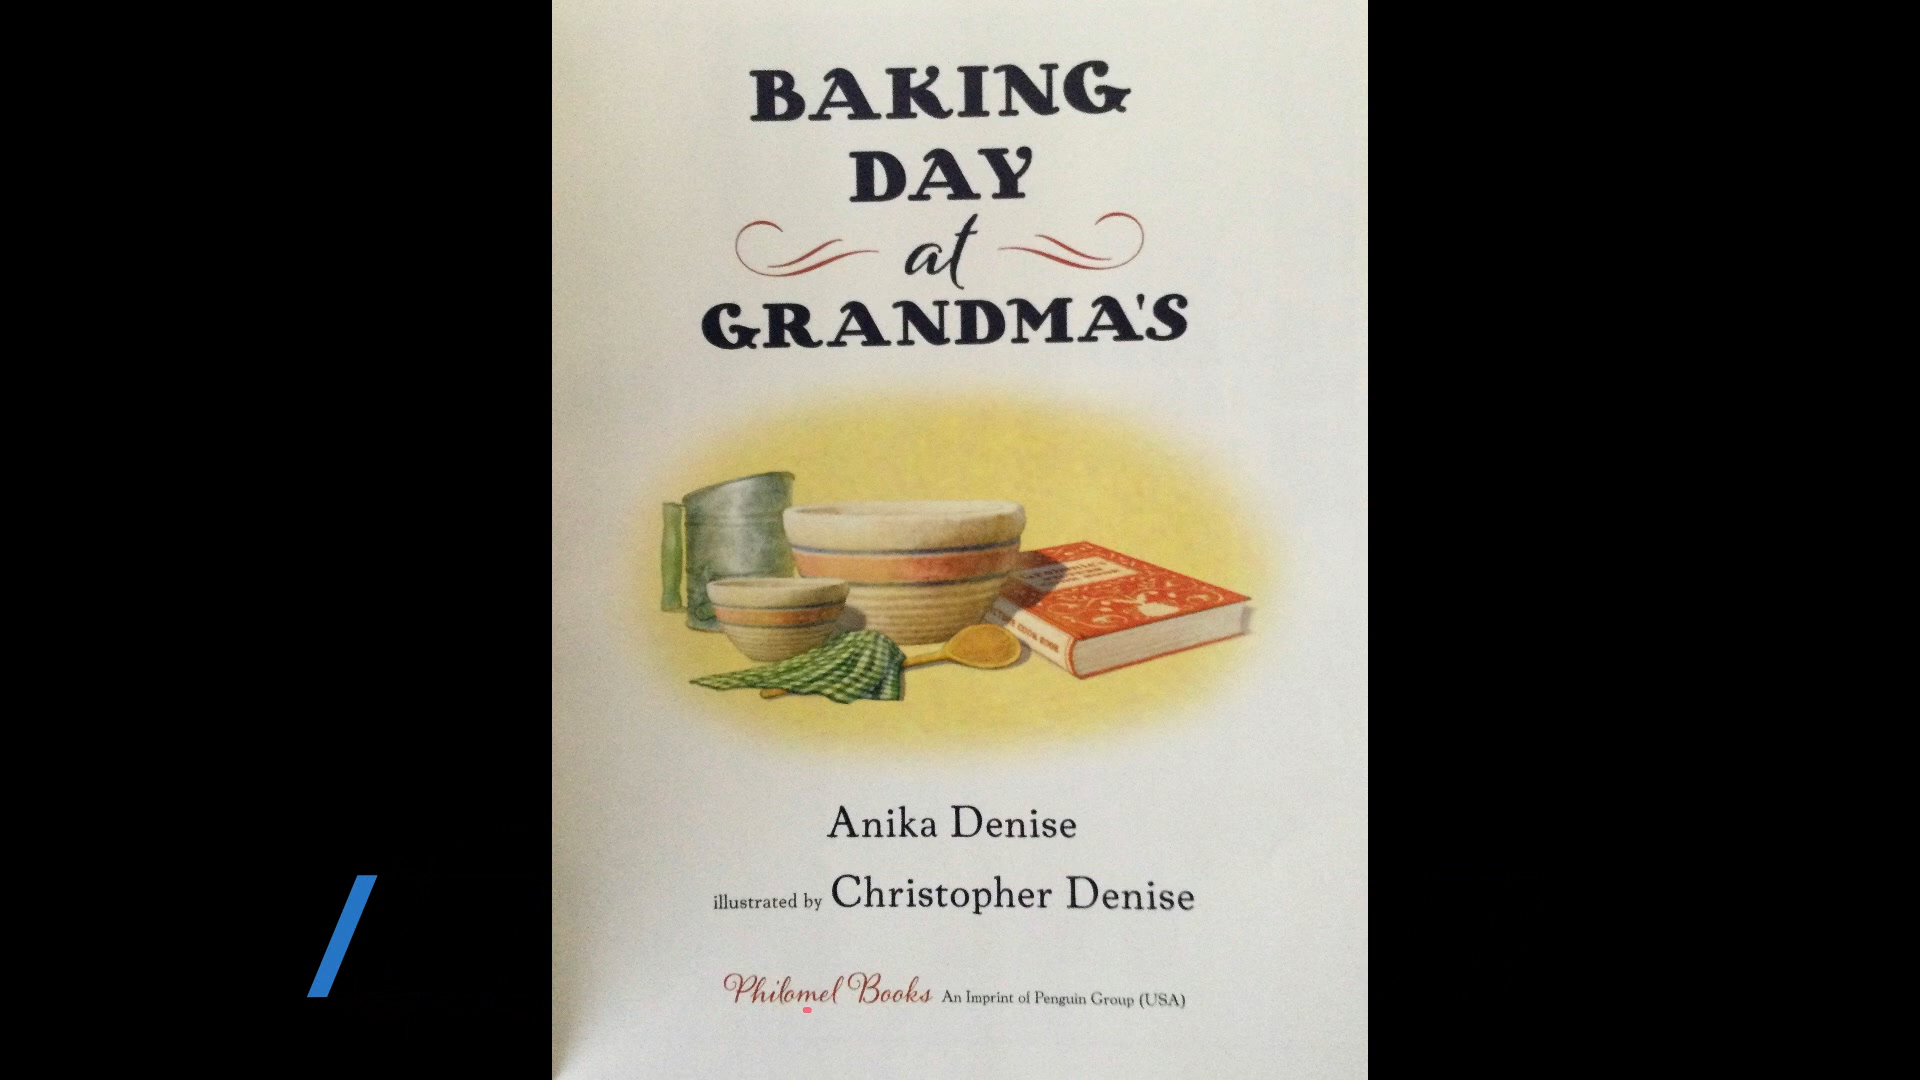 BAKING
DAY
at
GRANDMA'S
Anika Denise
illustrated by Christopher Denise
Philomel Books An Imprint of Penguin Group (USA)